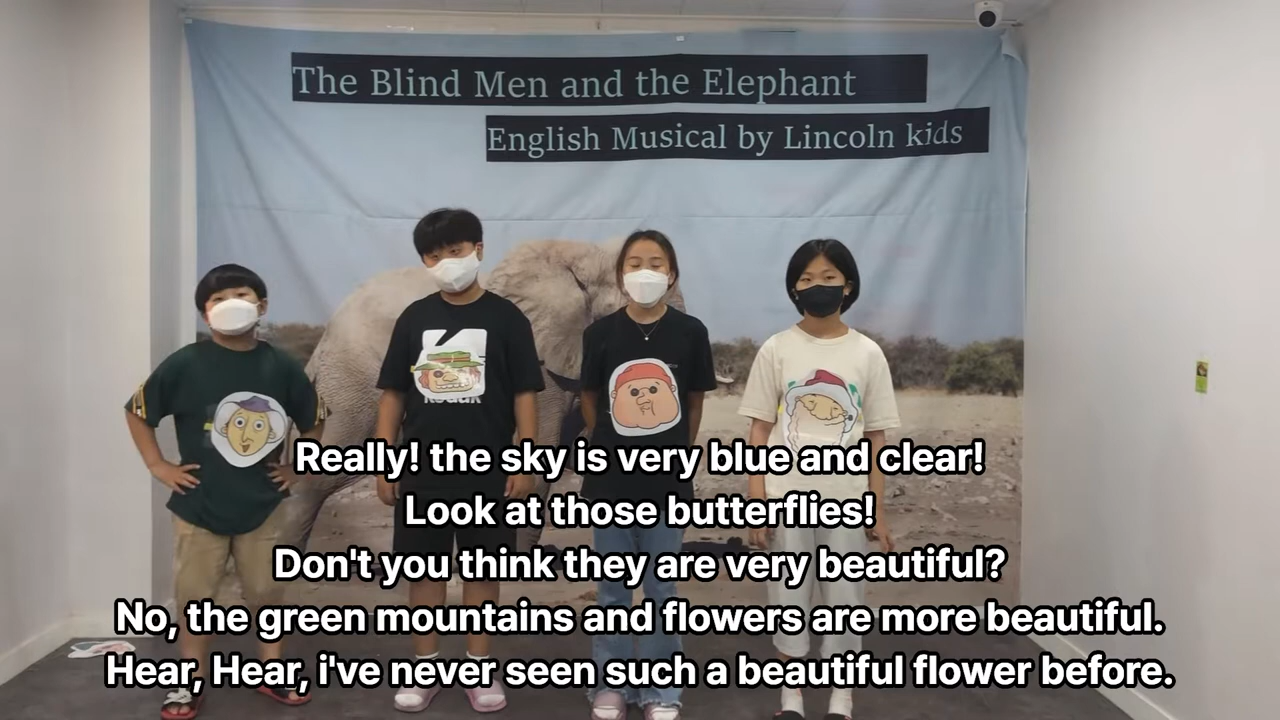 The Blind Men and the Elephant
English Musical by Lincoln kids
Kodak
Really! the sky is very blue and clear!
Look at those butterflies!
Don't you think they are very beautiful?
No, the green mountains and flowers are more beautiful.
Hear, Hear, i've never seen such a beautiful flower before.